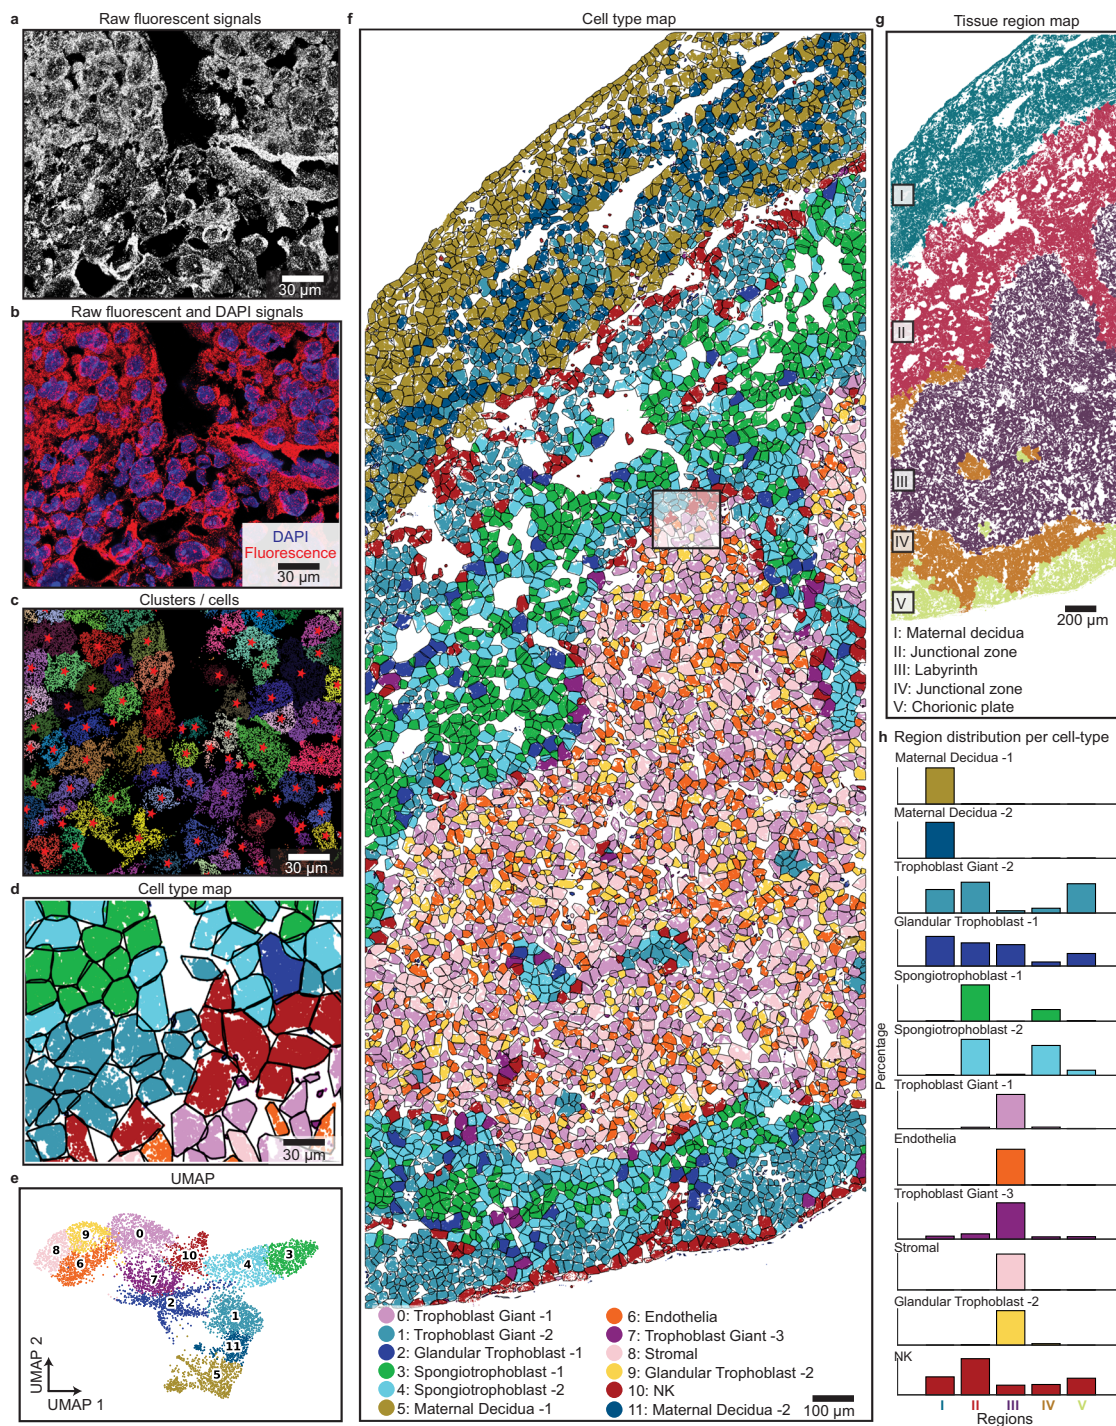 a
Raw fluorescent signals
30 µm
b
Raw fluorescent and DAPI signals
DAPI
Fluorescence
30 µm
c
Clusters / cells
30 µm
d
Cell type map
30 µm
e
UMAP
0
9
8
6
10
3
4
7
2
1
11
5
UMAP 2
UMAP 1
f
Cell type map
0: Trophoblast Giant -1
1: Trophoblast Giant -2
2: Glandular Trophoblast -1
3: Spongiotrophoblast -1
4: Spongiotrophoblast -2
5: Maternal Decidua -1
6: Endothelia
7: Trophoblast Giant -3
8: Stromal
9: Glandular Trophoblast -2
10: NK
11: Maternal Decidua -2
100 µm
g
Tissue region map
I
II
III
IV
V
200 µm
I: Maternal decidua
II: Junctional zone
III: Labyrinth
IV: Junctional zone
V: Chorionic plate
h Region distribution per cell-type
Maternal Decidua -1
Maternal Decidua -2
Trophoblast Giant -2
Glandular Trophoblast -1
Spongiotrophoblast -1
Spongiotrophoblast -2
Trophoblast Giant -1
Endothelia
Trophoblast Giant -3
Stromal
Glandular Trophoblast -2
NK
Percentage
I II III IV V
Regions